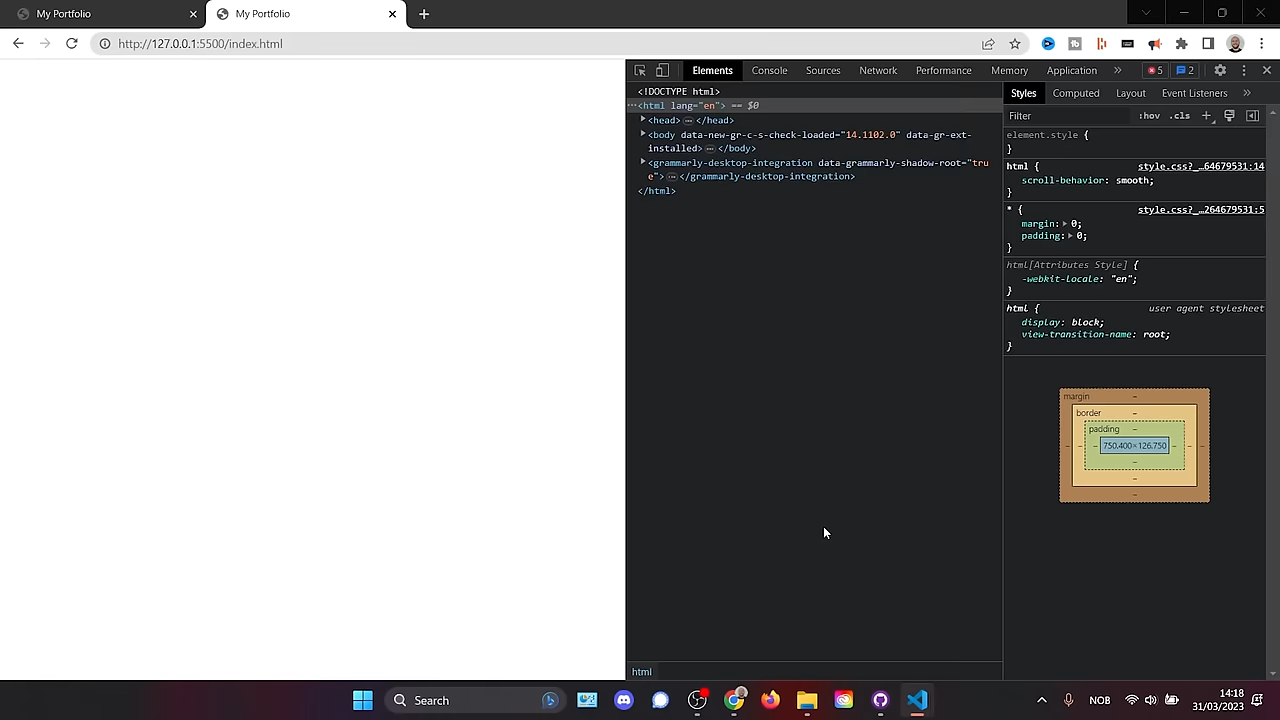 My Portfolio
My Portfolio
http://127.0.0.1:5500/index.html
Elements Console Sources Network Performance Memory Application » 5 2
<!DOCTYPE html>
<html lang="en"> == $0
<head> … </head>
<body data-new-gr-c-s-check-loaded="14.1102.0" data-gr-ext-
installed> … </body>
<grammarly-desktop-integration data-grammarly-shadow-root="tru
e"> … </grammarly-desktop-integration>
</html>
html
Styles Computed Layout Event Listeners »
Filter :hov .cls
element.style {
}
html { style.css?_…64679531:14
scroll-behavior: smooth;
}
* { style.css?_…264679531:5
margin: 0;
padding: 0;
}
html[Attributes Style] {
-webkit-locale: "en";
}
html { user agent stylesheet
display: block;
view-transition-name: root;
}
margin –
border –
padding –
– – – 750.400×126.750 – – –
–
–
–
Search
NOB
14:18
31/03/2023